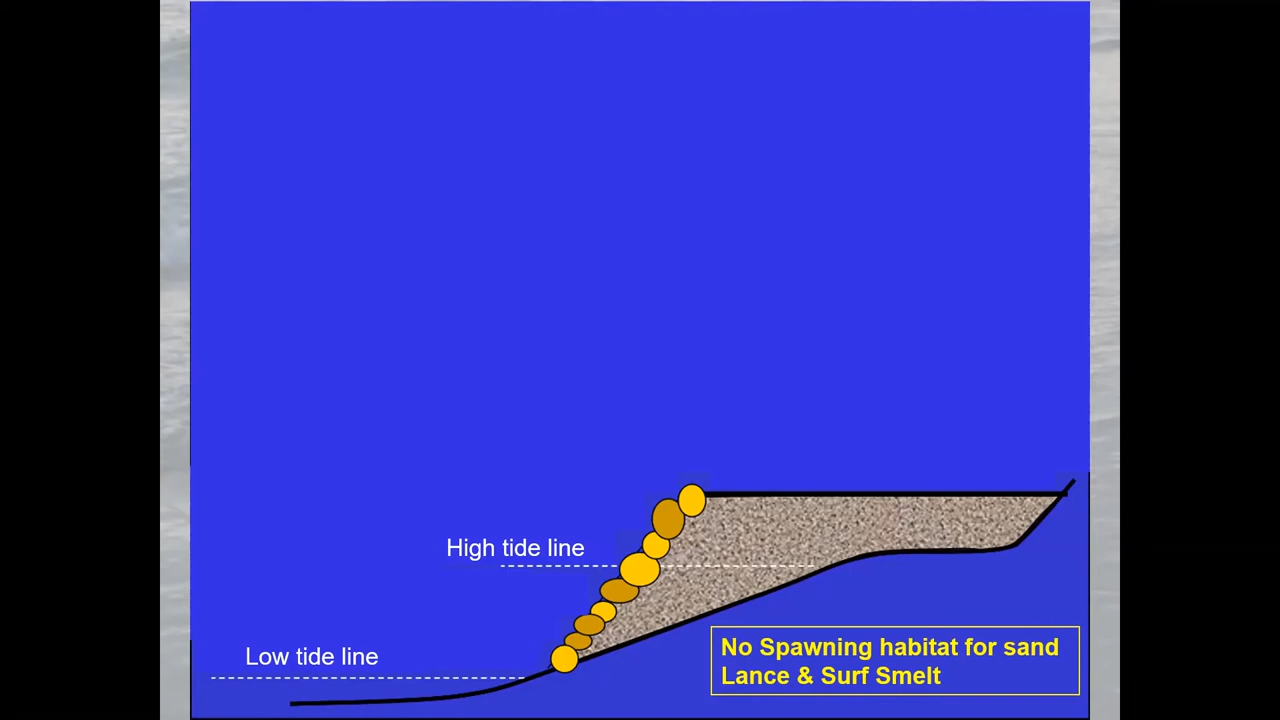 High tide line
Low tide line
No Spawning habitat for sand
Lance & Surf Smelt